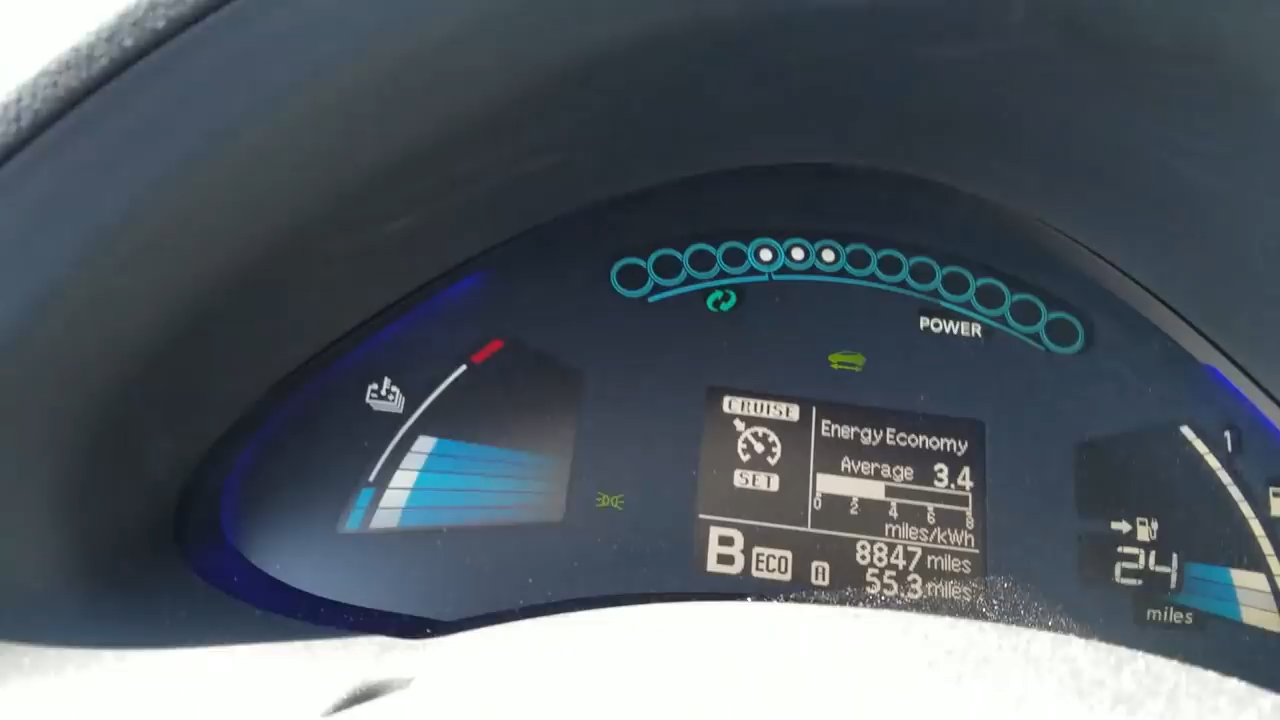 POWER
CRUISE
SET
Energy Economy
Average 3.4
0 2 4 6 8
miles/kWh
B ECO A 8847 miles
55.3 miles
1
24
miles